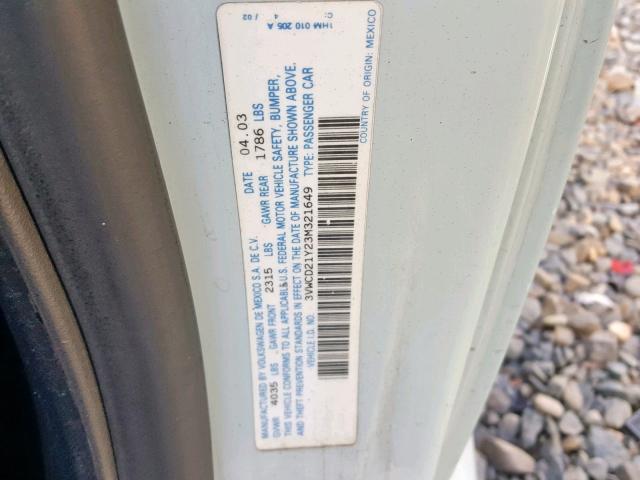 1HM 010 205 A C:
4 4 / 02
MANUFACTURED BY VOLKSWAGEN DE MEXICO S.A. DE C.V. DATE 04.03
GVWR 4035 LBS . GAWR FRONT 2315 LBS GAWR REAR 1786 LBS
THIS VEHICLE CONFORMS TO ALL APPLICABLE U.S. FEDERAL MOTOR VEHICLE SAFETY, BUMPER,
AND THEFT PREVENTION STANDARDS IN EFFECT ON THE DATE OF MANUFACTURE SHOWN ABOVE.
VEHICLE I.D. NO.: 3VWCD21Y23M321649 TYPE: PASSENGER CAR
COUNTRY OF ORIGIN: MEXICO